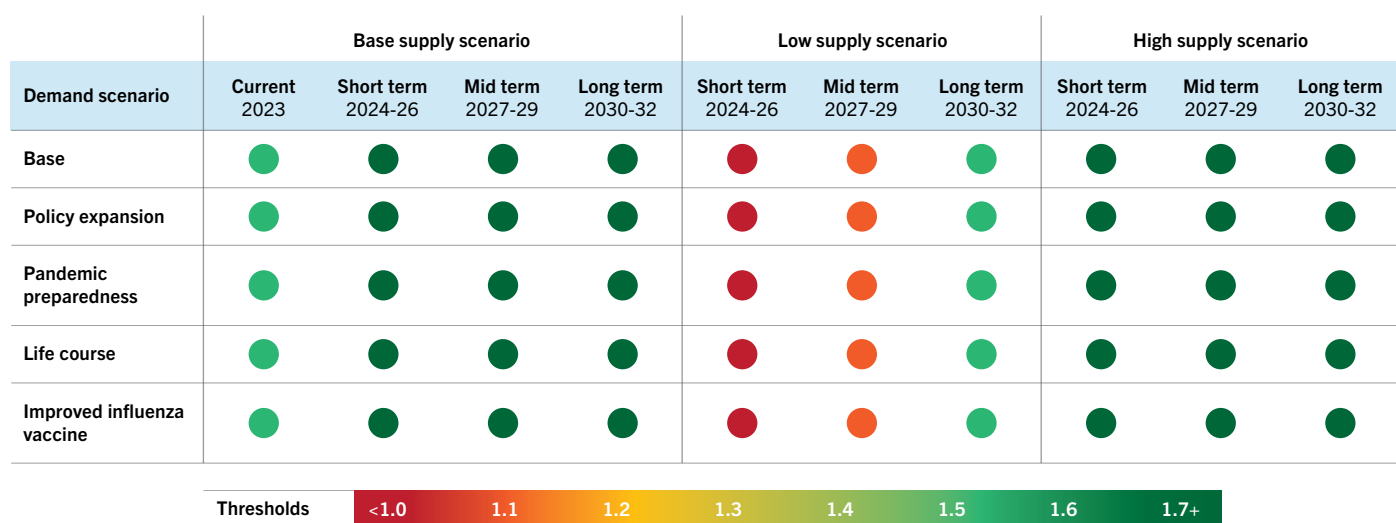 Base supply scenario Low supply scenario High supply scenario
Demand scenario Current Short term Mid term Long term Short term Mid term Long term Short term Mid term Long term
2023 2024-26 2027-29 2030-32 2024-26 2027-29 2030-32 2024-26 2027-29 2030-32
Base
Policy expansion
Pandemic
preparedness
Life course
Improved influenza
vaccine
Thresholds <1.0 1.1 1.2 1.3 1.4 1.5 1.6 1.7+